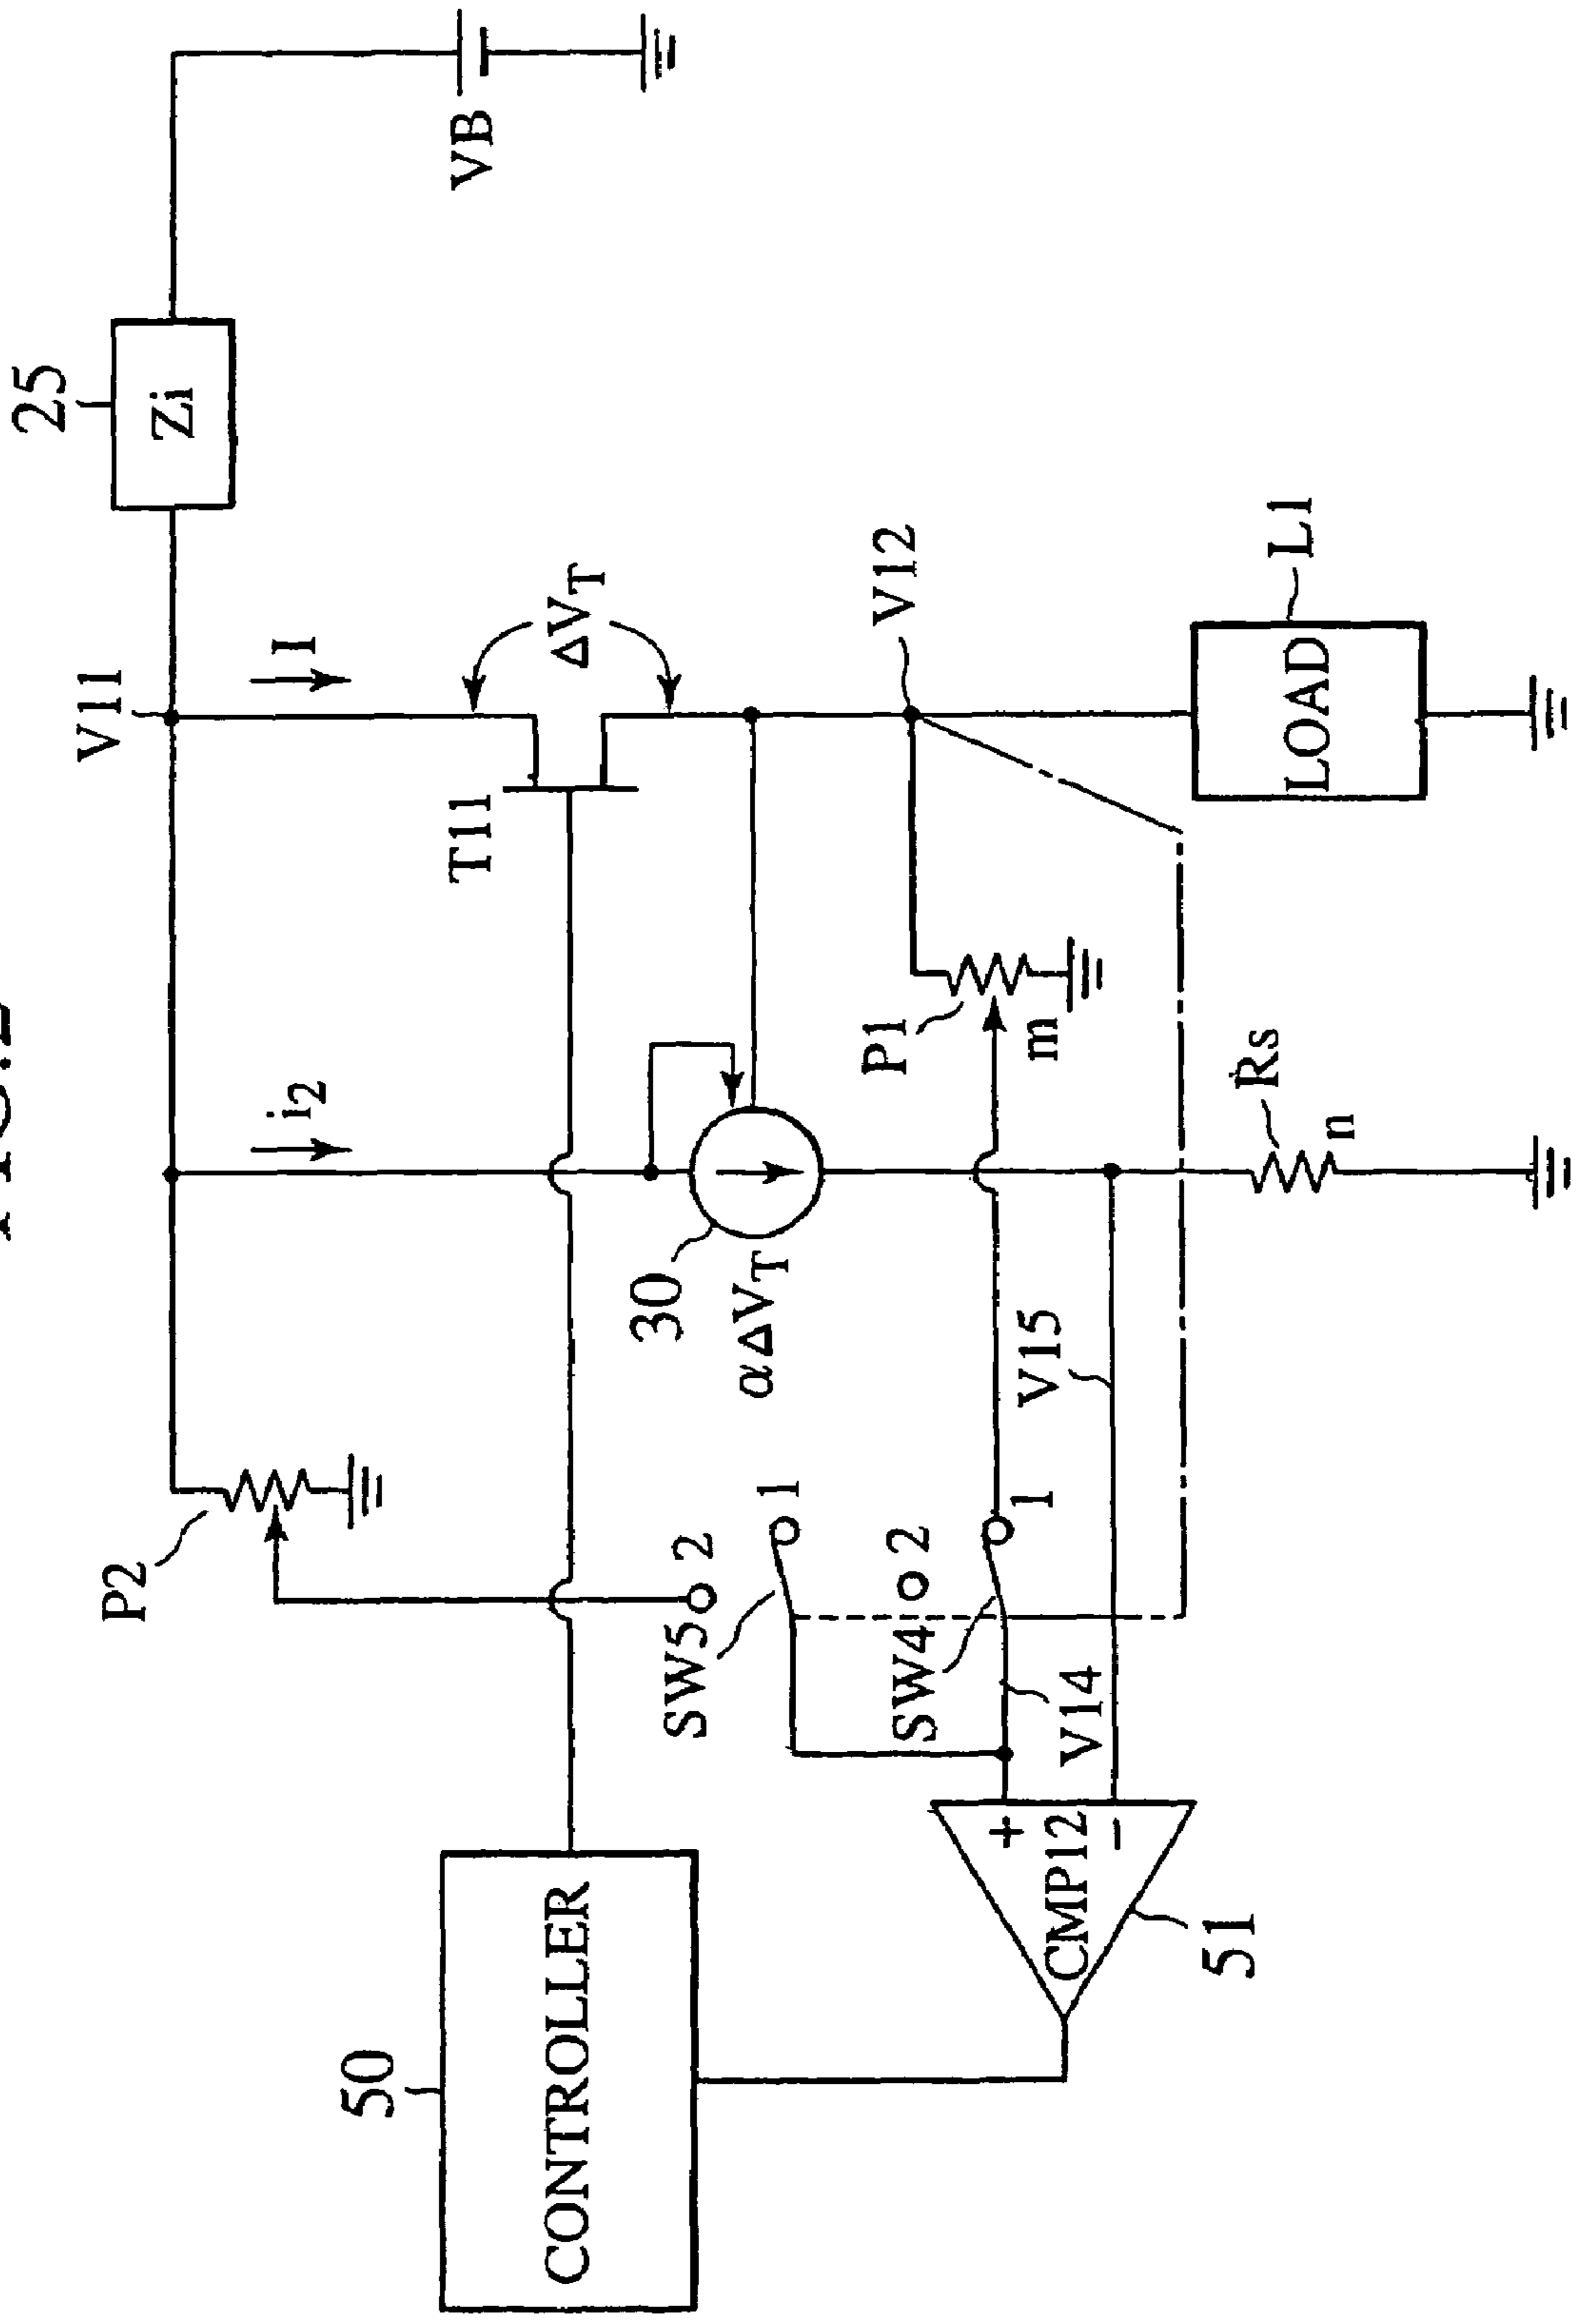 25
Zi
VB
V11
I
i2
T11
ΔVT
V12
L1
LOAD
P1
m
Rs
n
30
αΔVT
V15
P2
2
1
SW5
2
1
SW4
V14
+
CMP12
−
51
50
CONTROLLER